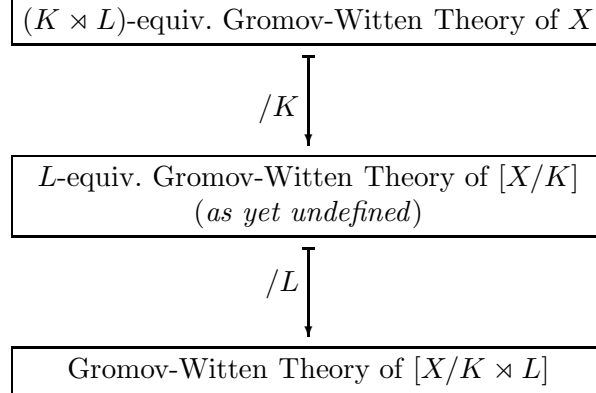 (K ⋊ L)-equiv. Gromov-Witten Theory of X
/K
L-equiv. Gromov-Witten Theory of [X/K]
(as yet undefined)
/L
Gromov-Witten Theory of [X/K ⋊ L]